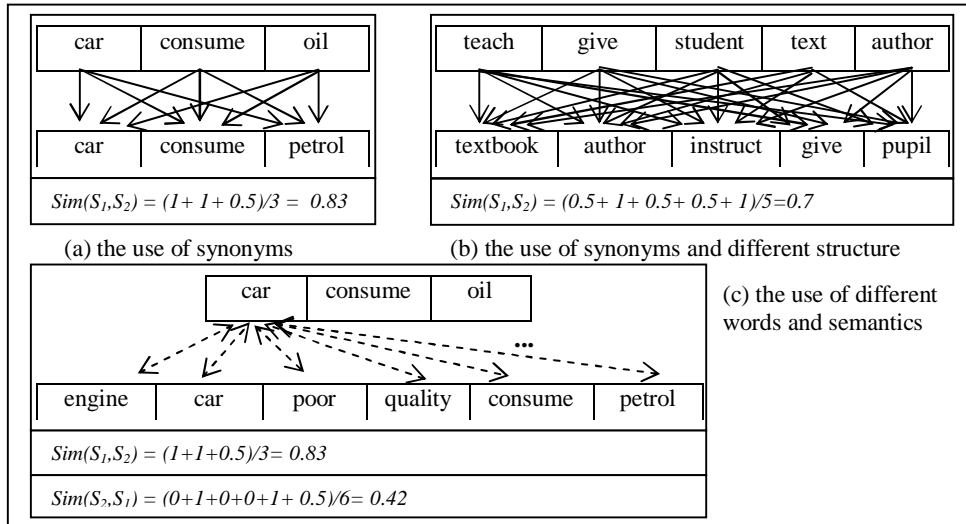 car consume oil
car consume petrol
Sim(S1,S2) = (1+ 1+ 0.5)/3 = 0.83
(a) the use of synonyms
teach give student text author
textbook author instruct give pupil
Sim(S1,S2) = (0.5+ 1+ 0.5+ 0.5+ 1)/5=0.7
(b) the use of synonyms and different structure
car consume oil
...
engine car poor quality consume petrol
Sim(S1,S2) = (1+1+0.5)/3= 0.83
Sim(S2,S1) = (0+1+0+0+1+ 0.5)/6= 0.42
(c) the use of different
words and semantics